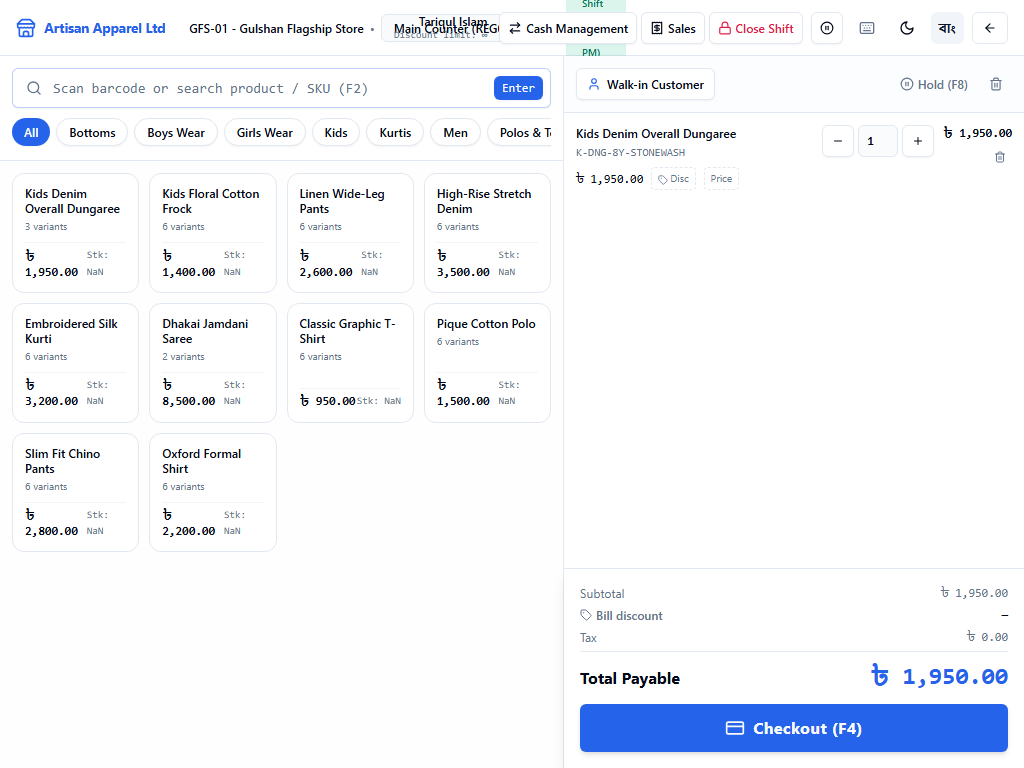 Artisan Apparel Ltd
GFS-01 - Gulshan Flagship Store •
Tariqul Islam
Main Counter (REG
Discount limit: ∞
Shift
PM)
Cash Management
Sales
Close Shift
বাং
Scan barcode or search product / SKU (F2)
Enter
All
Bottoms
Boys Wear
Girls Wear
Kids
Kurtis
Men
Polos & T
Kids Denim Overall Dungaree
3 variants
৳ 1,950.00
Stk: NaN
Kids Floral Cotton Frock
6 variants
৳ 1,400.00
Stk: NaN
Linen Wide-Leg Pants
6 variants
৳ 2,600.00
Stk: NaN
High-Rise Stretch Denim
6 variants
৳ 3,500.00
Stk: NaN
Embroidered Silk Kurti
6 variants
৳ 3,200.00
Stk: NaN
Dhakai Jamdani Saree
2 variants
৳ 8,500.00
Stk: NaN
Classic Graphic T-Shirt
6 variants
৳ 950.00
Stk: NaN
Pique Cotton Polo
6 variants
৳ 1,500.00
Stk: NaN
Slim Fit Chino Pants
6 variants
৳ 2,800.00
Stk: NaN
Oxford Formal Shirt
6 variants
৳ 2,200.00
Stk: NaN
Walk-in Customer
Hold (F8)
Kids Denim Overall Dungaree
K-DNG-8Y-STONEWASH
৳ 1,950.00
Disc
Price
1
৳ 1,950.00
Subtotal
৳ 1,950.00
Bill discount
—
Tax
৳ 0.00
Total Payable
৳ 1,950.00
Checkout (F4)